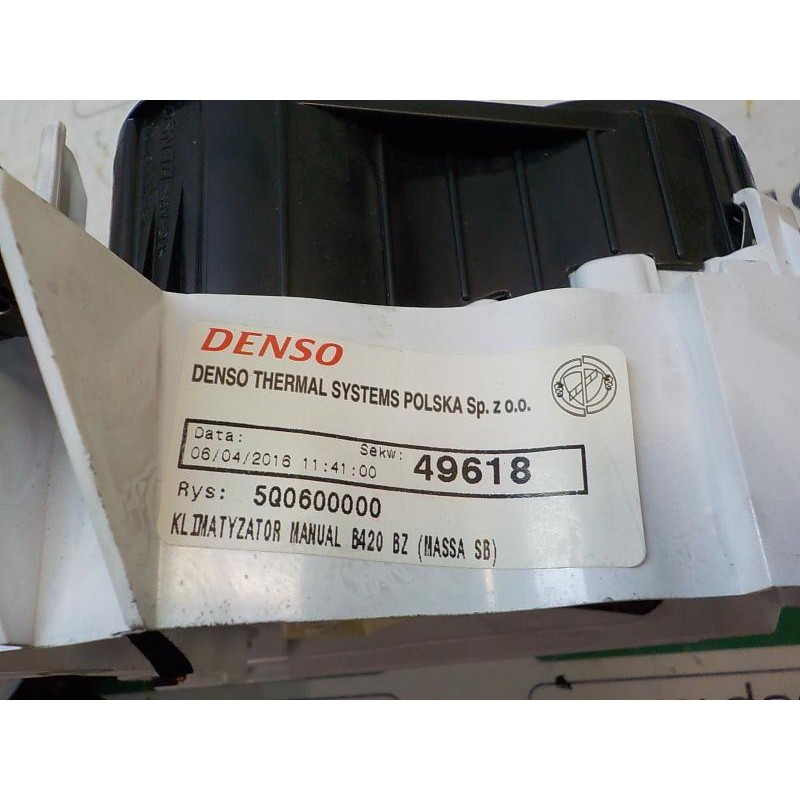 DENSO
DENSO THERMAL SYSTEMS POLSKA Sp. z o.o.
Data:
06/04/2016 11:41:00
Sekw: 49618
Rys: 5Q0600000
KLIMATYZATOR MANUAL B420 BZ (MASSA SB)